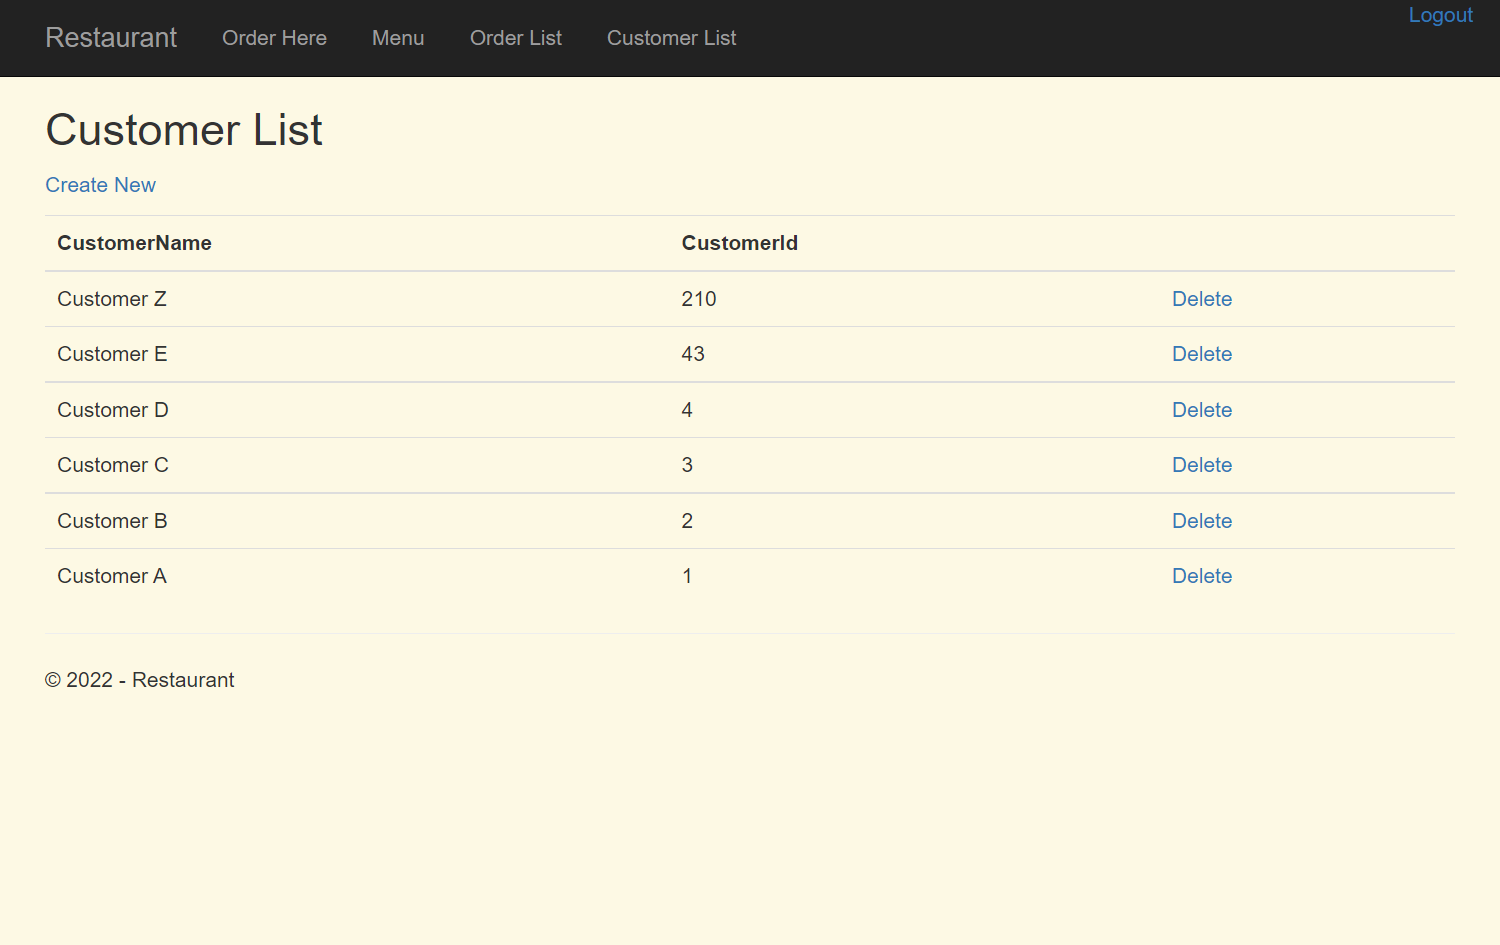 Logout
Restaurant Order Here Menu Order List Customer List
Customer List
Create New
CustomerName CustomerId
Customer Z 210 Delete
Customer E 43 Delete
Customer D 4 Delete
Customer C 3 Delete
Customer B 2 Delete
Customer A 1 Delete
© 2022 - Restaurant